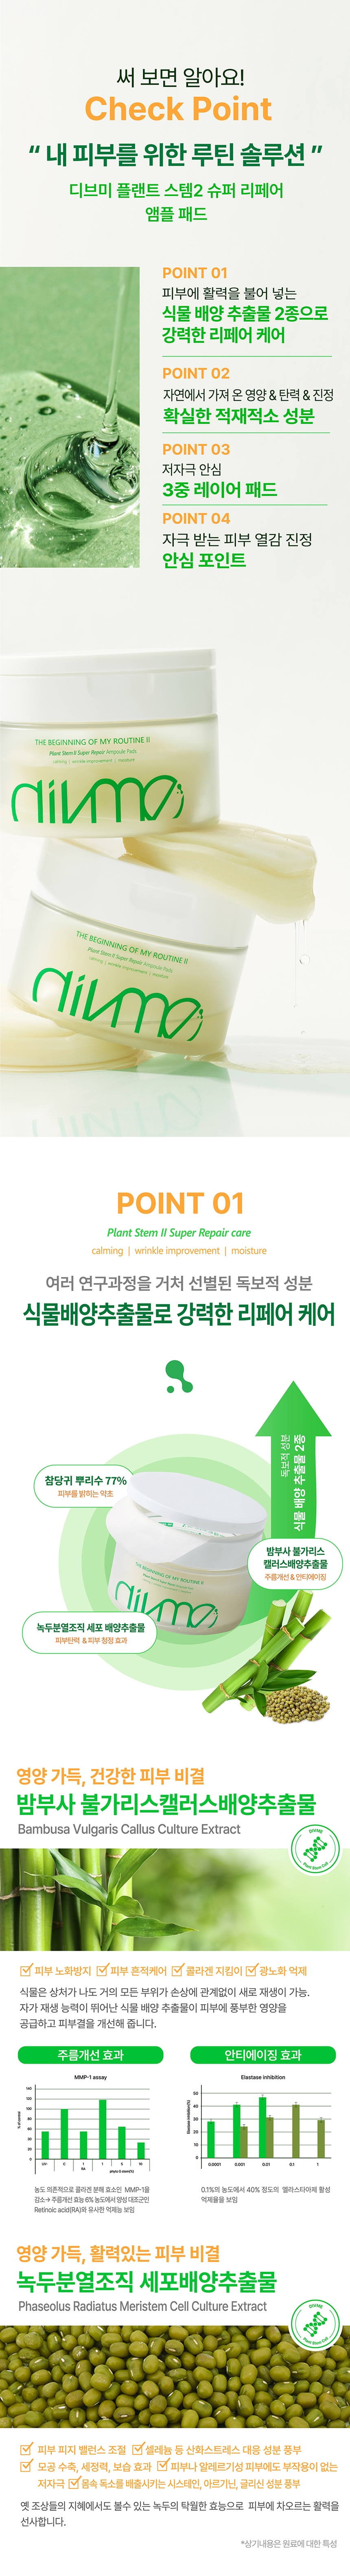 써 보면 알아요!
Check Point
“ 내 피부를 위한 루틴 솔루션 ”
디브미 플랜트 스템2 슈퍼 리페어
앰플 패드
POINT 01
피부에 활력을 불어 넣는
식물 배양 추출물 2종으로
강력한 리페어 케어
POINT 02
자연에서 가져 온 영양 & 탄력 & 진정
확실한 적재적소 성분
POINT 03
저자극 안심
3중 레이어 패드
POINT 04
자극 받는 피부 열감 진정
안심 포인트
THE BEGINNING OF MY ROUTINE II
Plant Stem II Super Repair Ampoule Pads
calming | wrinkle improvement | moisture
THE BEGINNING OF MY ROUTINE II
Plant Stem II Super Repair Ampoule Pads
calming | wrinkle improvement | moisture
POINT 01
Plant Stem II Super Repair care
calming | wrinkle improvement | moisture
여러 연구과정을 거처 선별된 독보적 성분
식물배양추출물로 강력한 리페어 케어
독보적 성분
식물 배양 추출물 2종
참당귀 뿌리수 77%
피부를 밝히는 약초
밤부사 불가리스
캘러스배양추출물
주름개선 & 안티에이징
THE BEGINNING OF MY ROUTINE II
녹두분열조직 세포 배양추출물
피부탄력 & 피부 청정 효과
영양 가득, 건강한 피부 비결
밤부사 불가리스캘러스배양추출물
Bambusa Vulgaris Callus Culture Extract
DIVME
Plant Stem Cell
피부 노화방지 피부 흔적케어 콜라겐 지킴이 광노화 억제
식물은 상처가 나도 거의 모든 부위가 손상에 관계없이 새로 재생이 가능.
자가 재생 능력이 뛰어난 식물 배양 추출물이 피부에 풍부한 영양을
공급하고 피부결을 개선해 줍니다.
주름개선 효과
안티에이징 효과
MMP-1 assay
Elastase inhibition
0.0001 0.001 0.01 0.1 1
농도 의존적으로 콜라겐 분해 효소인 MMP-1을
감소→ 주름개선 효능 6% 농도에서 양성 대조군인
Retinoic acid(RA)와 유사한 억제능 보임
0.1%의 농도에서 40% 정도의 엘라스타아제 활성
억제율을 보임
영양 가득, 활력있는 피부 비결
녹두분열조직 세포배양추출물
Phaseolus Radiatus Meristem Cell Culture Extract
DIVME
Plant Stem Cell
피부 피지 밸런스 조절 셀레늄 등 산화스트레스 대응 성분 풍부
모공 수축, 세정력, 보습 효과 피부나 알레르기성 피부에도 부작용이 없는
저자극 몸속 독소를 배출시키는 시스테인, 아르기닌, 글리신 성분 풍부
옛 조상들의 지혜에서도 볼수 있는 녹두의 탁월한 효능으로 피부에 차오르는 활력을
선사합니다.
*상기내용은 원료에 대한 특성